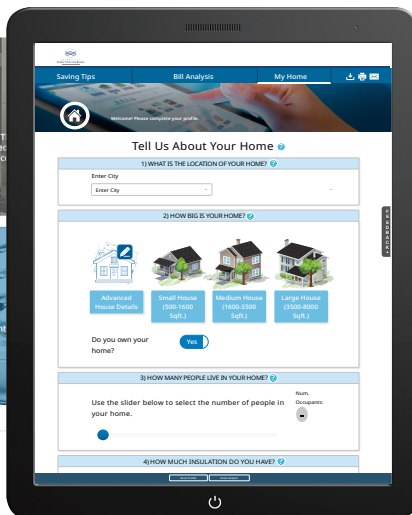 Saving Tips
Bill Analysis
My Home
Welcome! Please complete your profile.
Tell Us About Your Home ?
1) WHAT IS THE LOCATION OF YOUR HOME? ?
Enter City
Enter City
2) HOW BIG IS YOUR HOME? ?
Advanced
House Details
Small House
(500-1600
Sqft.)
Medium House
(1600-3500
Sqft.)
Large House
(3500-8000
Sqft.)
Do you own your
home?
Yes
3) HOW MANY PEOPLE LIVE IN YOUR HOME? ?
Use the slider below to select the number of people in
your home.
Num.
Occupants:
-
4) HOW MUCH INSULATION DO YOU HAVE? ?
FEEDBACK+